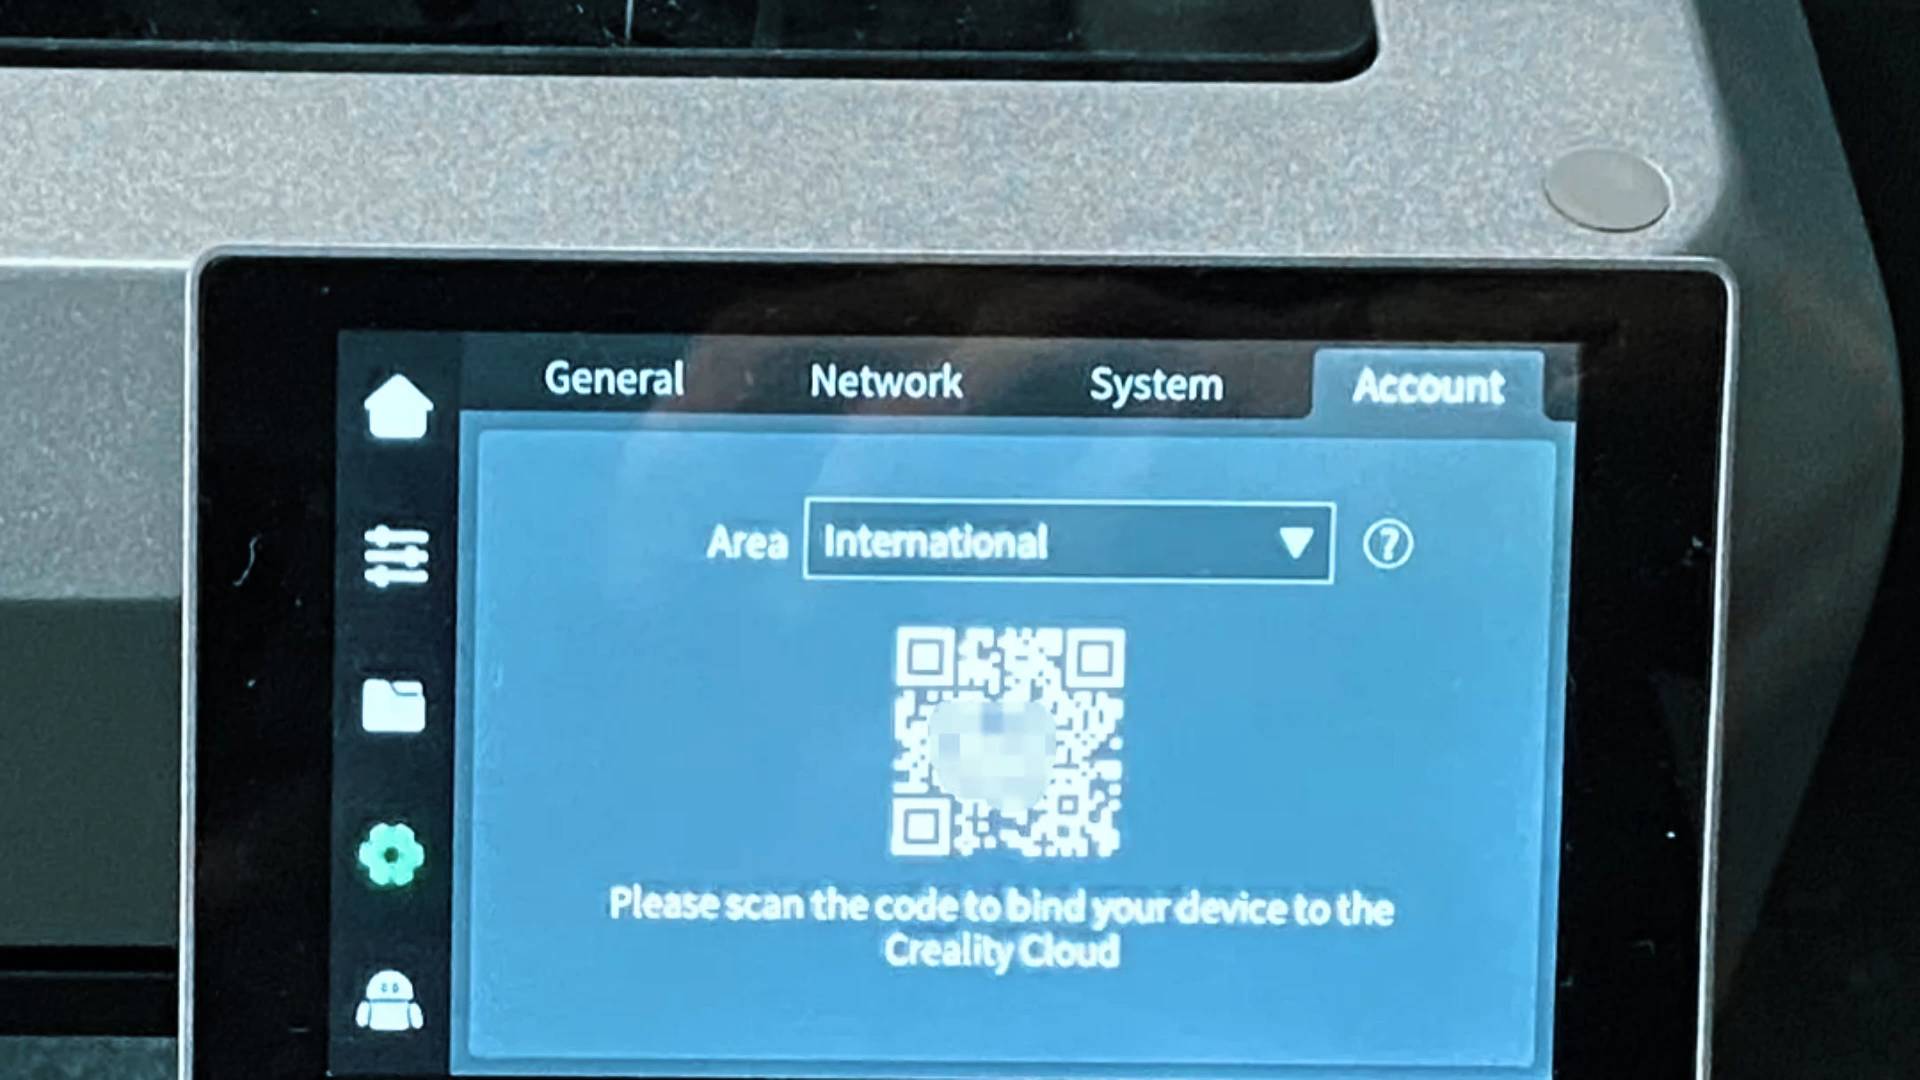 General Network System Account
Area International ?
Please scan the code to bind your device to the
Creality Cloud